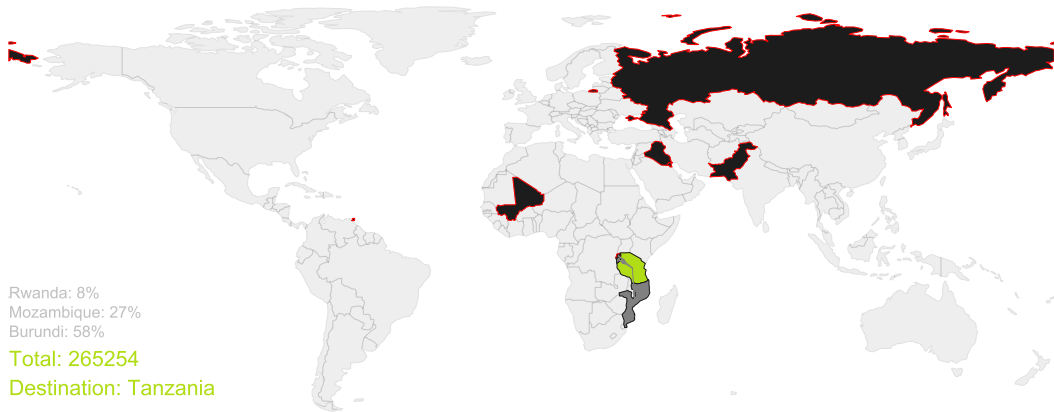 Rwanda: 8%
Mozambique: 27%
Burundi: 58%
Total: 265254
Destination: Tanzania